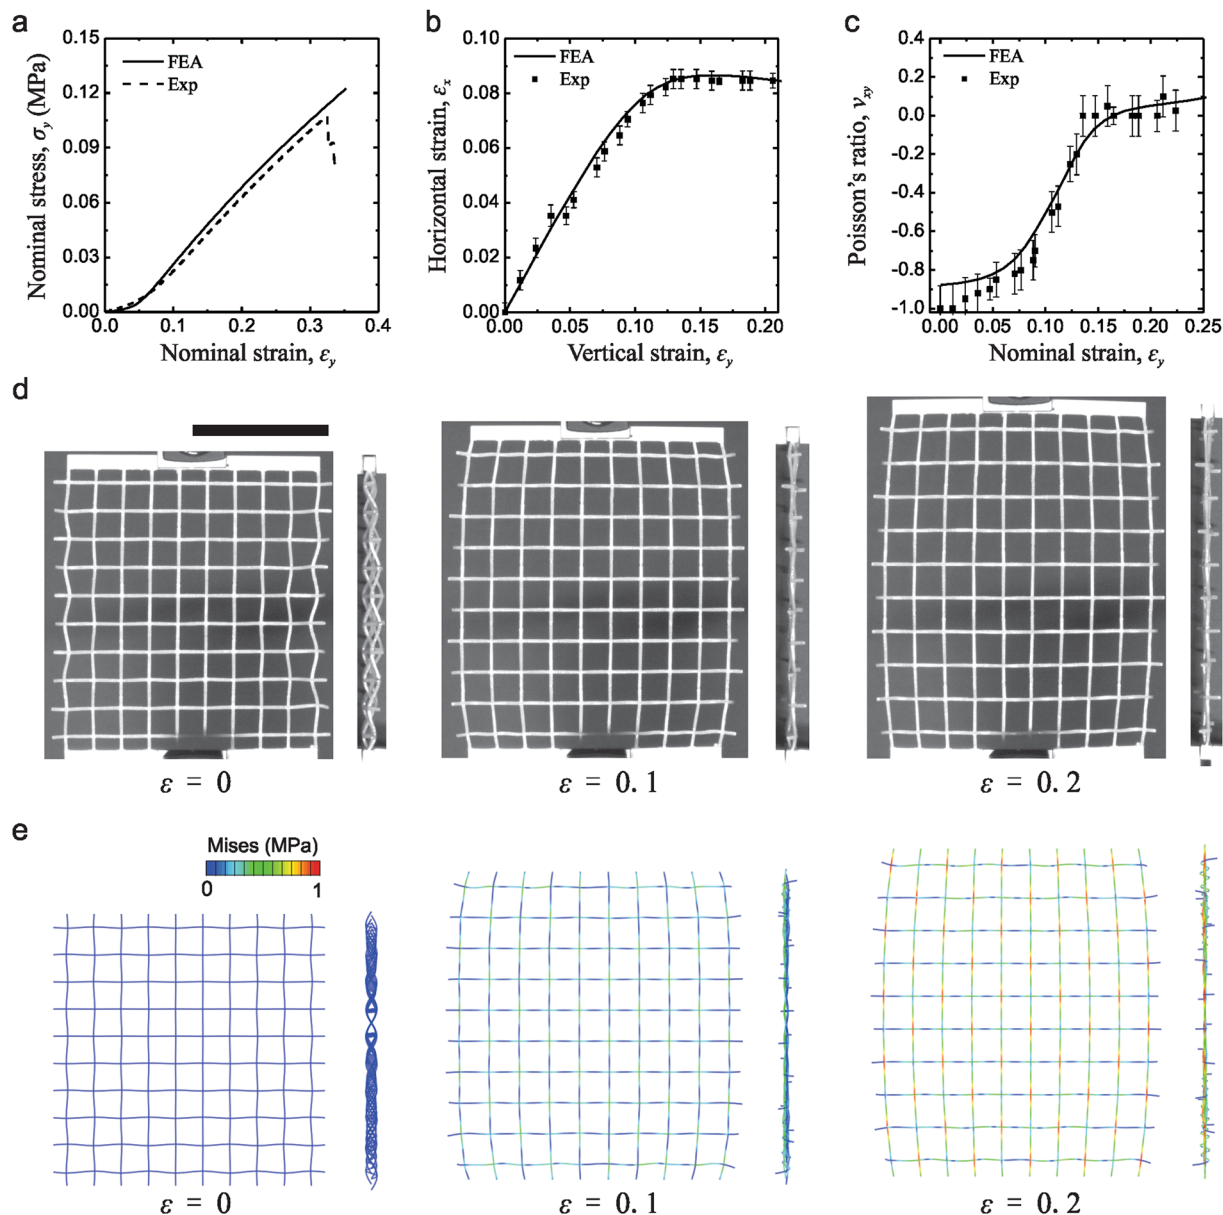 a
b
c
0.15
0.12
0.09
0.06
0.03
0.00
0.0
0.1
0.2
0.3
0.4
Nominal stress, σy (MPa)
Nominal strain, εy
FEA
Exp
0.10
0.08
0.06
0.04
0.02
0.00
0.00
0.05
0.10
0.15
0.20
Horizontal strain, εx
Vertical strain, εy
FEA
Exp
0.4
0.2
0.0
-0.2
-0.4
-0.6
-0.8
-1.0
0.00
0.05
0.10
0.15
0.20
0.25
Poisson's ratio, νxy
Nominal strain, εy
FEA
Exp
d
ε = 0
ε = 0.1
ε = 0.2
e
Mises (MPa)
0
1
ε = 0
ε = 0.1
ε = 0.2